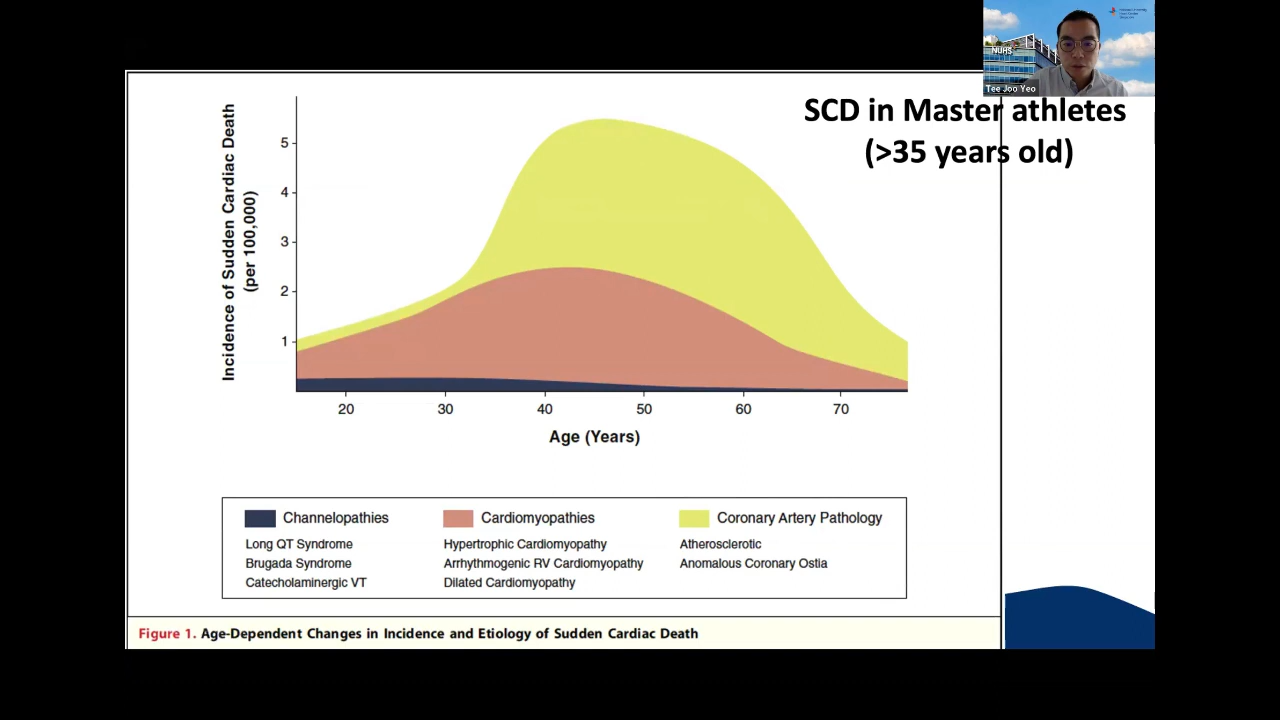 NUHS
Tee Joo Yeo
SCD in Master athletes
(>35 years old)
Incidence of Sudden Cardiac Death
(per 100,000)
5
4
3
2
1
20 30 40 50 60 70
Age (Years)
Channelopathies
Long QT Syndrome
Brugada Syndrome
Catecholaminergic VT
Cardiomyopathies
Hypertrophic Cardiomyopathy
Arrhythmogenic RV Cardiomyopathy
Dilated Cardiomyopathy
Coronary Artery Pathology
Atherosclerotic
Anomalous Coronary Ostia
Figure 1. Age-Dependent Changes in Incidence and Etiology of Sudden Cardiac Death